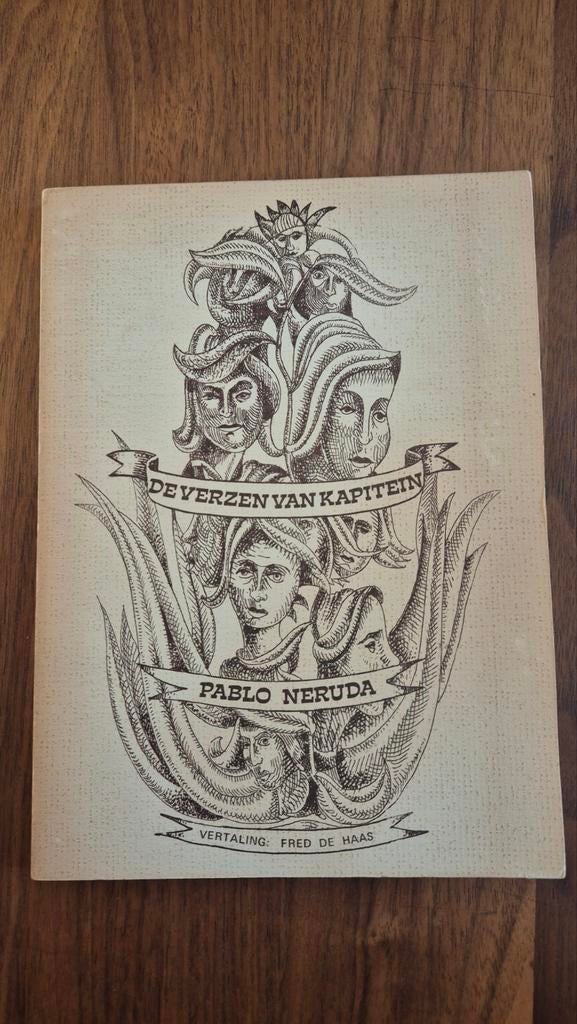 DE VERZEN VAN KAPITEIN
PABLO NERUDA
VERTALING: FRED DE HAAS